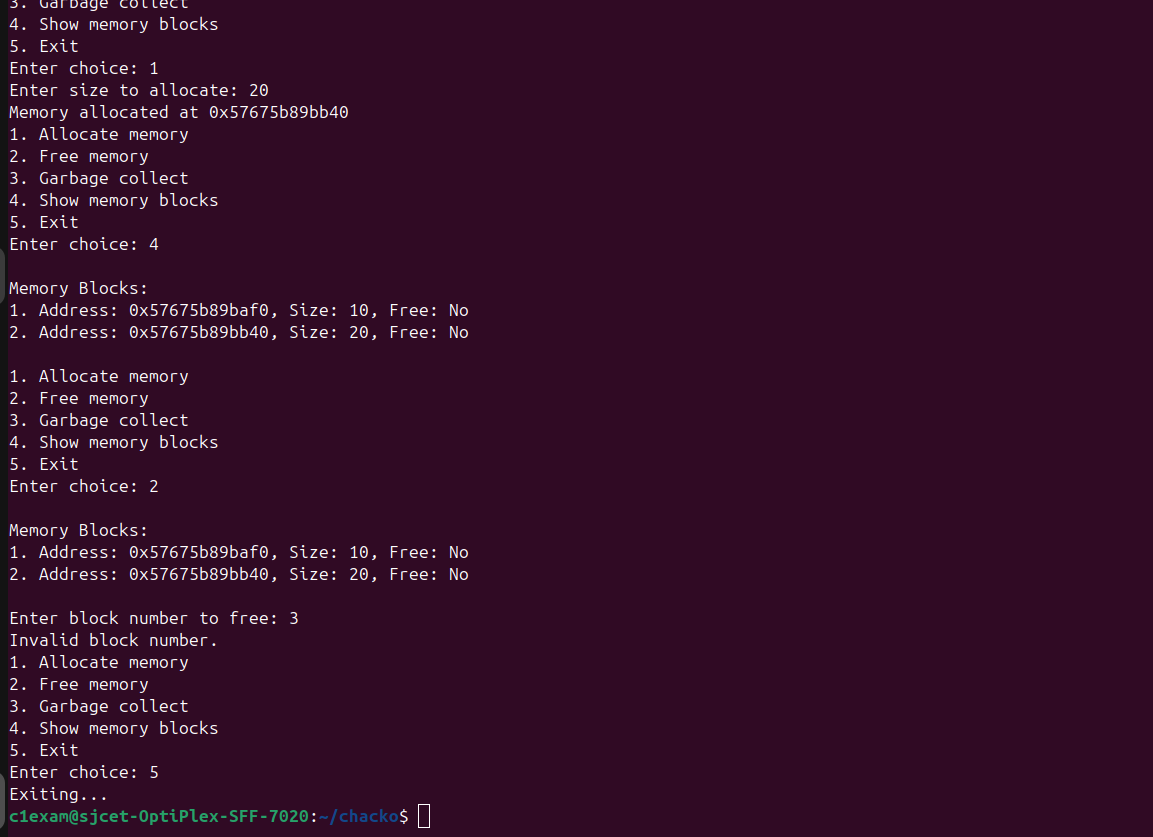 3. Garbage collect
4. Show memory blocks
5. Exit
Enter choice: 1
Enter size to allocate: 20
Memory allocated at 0x57675b89bb40
1. Allocate memory
2. Free memory
3. Garbage collect
4. Show memory blocks
5. Exit
Enter choice: 4
Memory Blocks:
1. Address: 0x57675b89baf0, Size: 10, Free: No
2. Address: 0x57675b89bb40, Size: 20, Free: No
1. Allocate memory
2. Free memory
3. Garbage collect
4. Show memory blocks
5. Exit
Enter choice: 2
Memory Blocks:
1. Address: 0x57675b89baf0, Size: 10, Free: No
2. Address: 0x57675b89bb40, Size: 20, Free: No
Enter block number to free: 3
Invalid block number.
1. Allocate memory
2. Free memory
3. Garbage collect
4. Show memory blocks
5. Exit
Enter choice: 5
Exiting...
c1exam@sjcet-OptiPlex-SFF-7020:~/chacko$